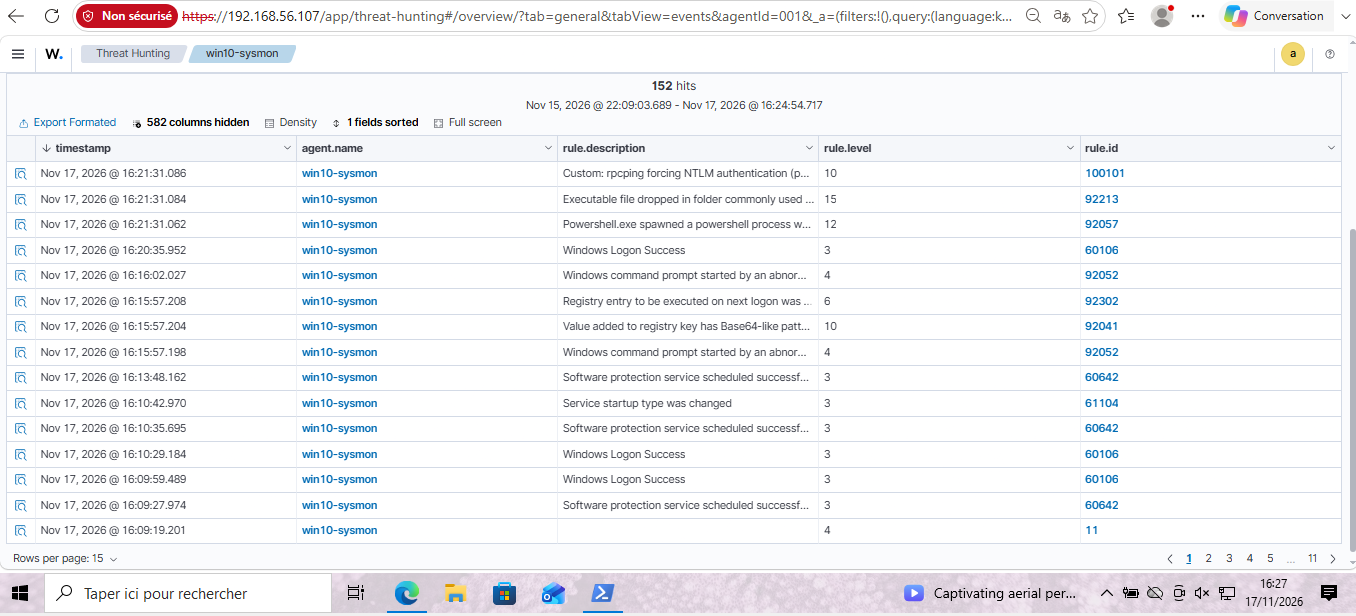 Non sécurisé https://192.168.56.107/app/threat-hunting#/overview/?tab=general&tabView=events&agentId=001&_a=(filters:!(),query:(language:k... Conversation
W. Threat Hunting win10-sysmon a
152 hits
Nov 15, 2026 @ 22:09:03.689 - Nov 17, 2026 @ 16:24:54.717
Export Formatted 582 columns hidden Density 1 fields sorted Full screen
timestamp agent.name rule.description rule.level rule.id
Nov 17, 2026 @ 16:21:31.086 win10-sysmon Custom: rpcping forcing NTLM authentication (p... 10 100101
Nov 17, 2026 @ 16:21:31.084 win10-sysmon Executable file dropped in folder commonly used ... 15 92213
Nov 17, 2026 @ 16:21:31.062 win10-sysmon Powershell.exe spawned a powershell process w... 12 92057
Nov 17, 2026 @ 16:20:35.952 win10-sysmon Windows Logon Success 3 60106
Nov 17, 2026 @ 16:16:02.027 win10-sysmon Windows command prompt started by an abnor... 4 92052
Nov 17, 2026 @ 16:15:57.208 win10-sysmon Registry entry to be executed on next logon was ... 6 92302
Nov 17, 2026 @ 16:15:57.204 win10-sysmon Value added to registry key has Base64-like patt... 10 92041
Nov 17, 2026 @ 16:15:57.198 win10-sysmon Windows command prompt started by an abnor... 4 92052
Nov 17, 2026 @ 16:13:48.162 win10-sysmon Software protection service scheduled successf... 3 60642
Nov 17, 2026 @ 16:10:42.970 win10-sysmon Service startup type was changed 3 61104
Nov 17, 2026 @ 16:10:35.695 win10-sysmon Software protection service scheduled successf... 3 60642
Nov 17, 2026 @ 16:10:29.184 win10-sysmon Windows Logon Success 3 60106
Nov 17, 2026 @ 16:09:59.489 win10-sysmon Windows Logon Success 3 60106
Nov 17, 2026 @ 16:09:27.974 win10-sysmon Software protection service scheduled successf... 3 60642
Nov 17, 2026 @ 16:09:19.201 win10-sysmon 4 11
Rows per page: 15 1 2 3 4 5 ... 11
Taper ici pour rechercher Captivating aerial per... 16:27
17/11/2026